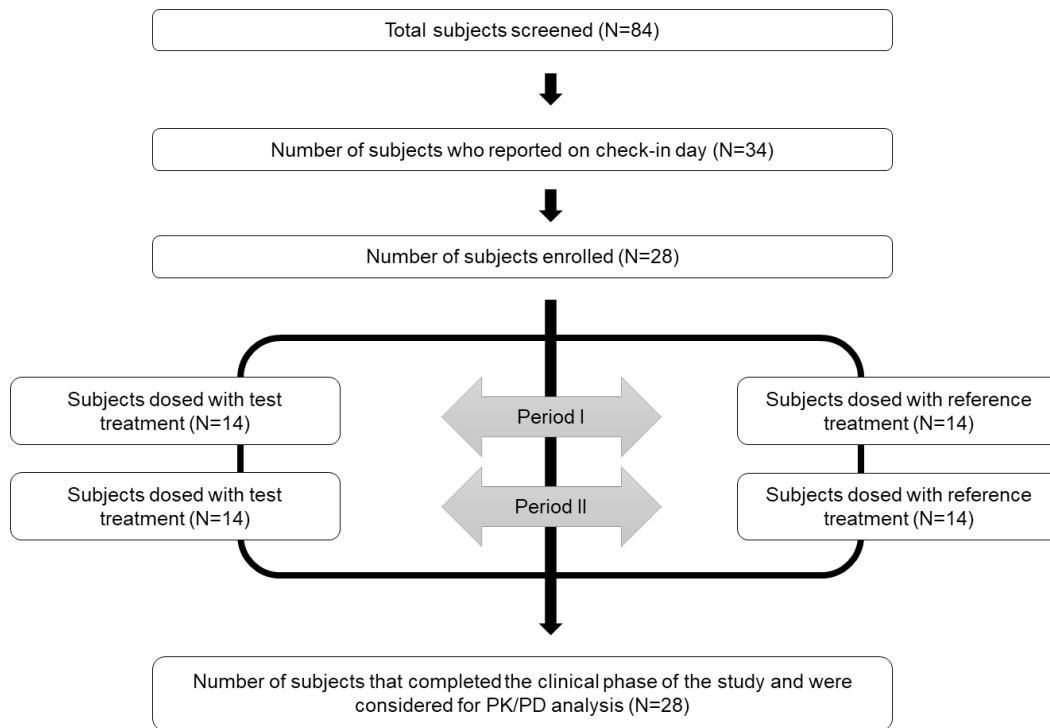 Total subjects screened (N=84)
Number of subjects who reported on check-in day (N=34)
Number of subjects enrolled (N=28)
Subjects dosed with test
treatment (N=14)
Period I
Subjects dosed with reference
treatment (N=14)
Subjects dosed with test
treatment (N=14)
Period II
Subjects dosed with reference
treatment (N=14)
Number of subjects that completed the clinical phase of the study and were
considered for PK/PD analysis (N=28)